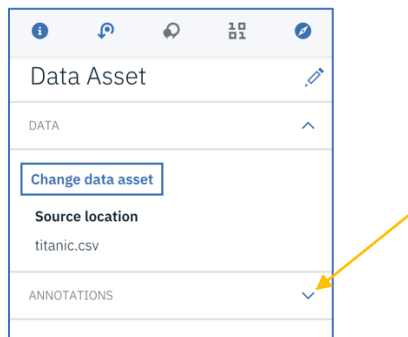 Data Asset
DATA
Change data asset
Source location
titanic.csv
ANNOTATIONS